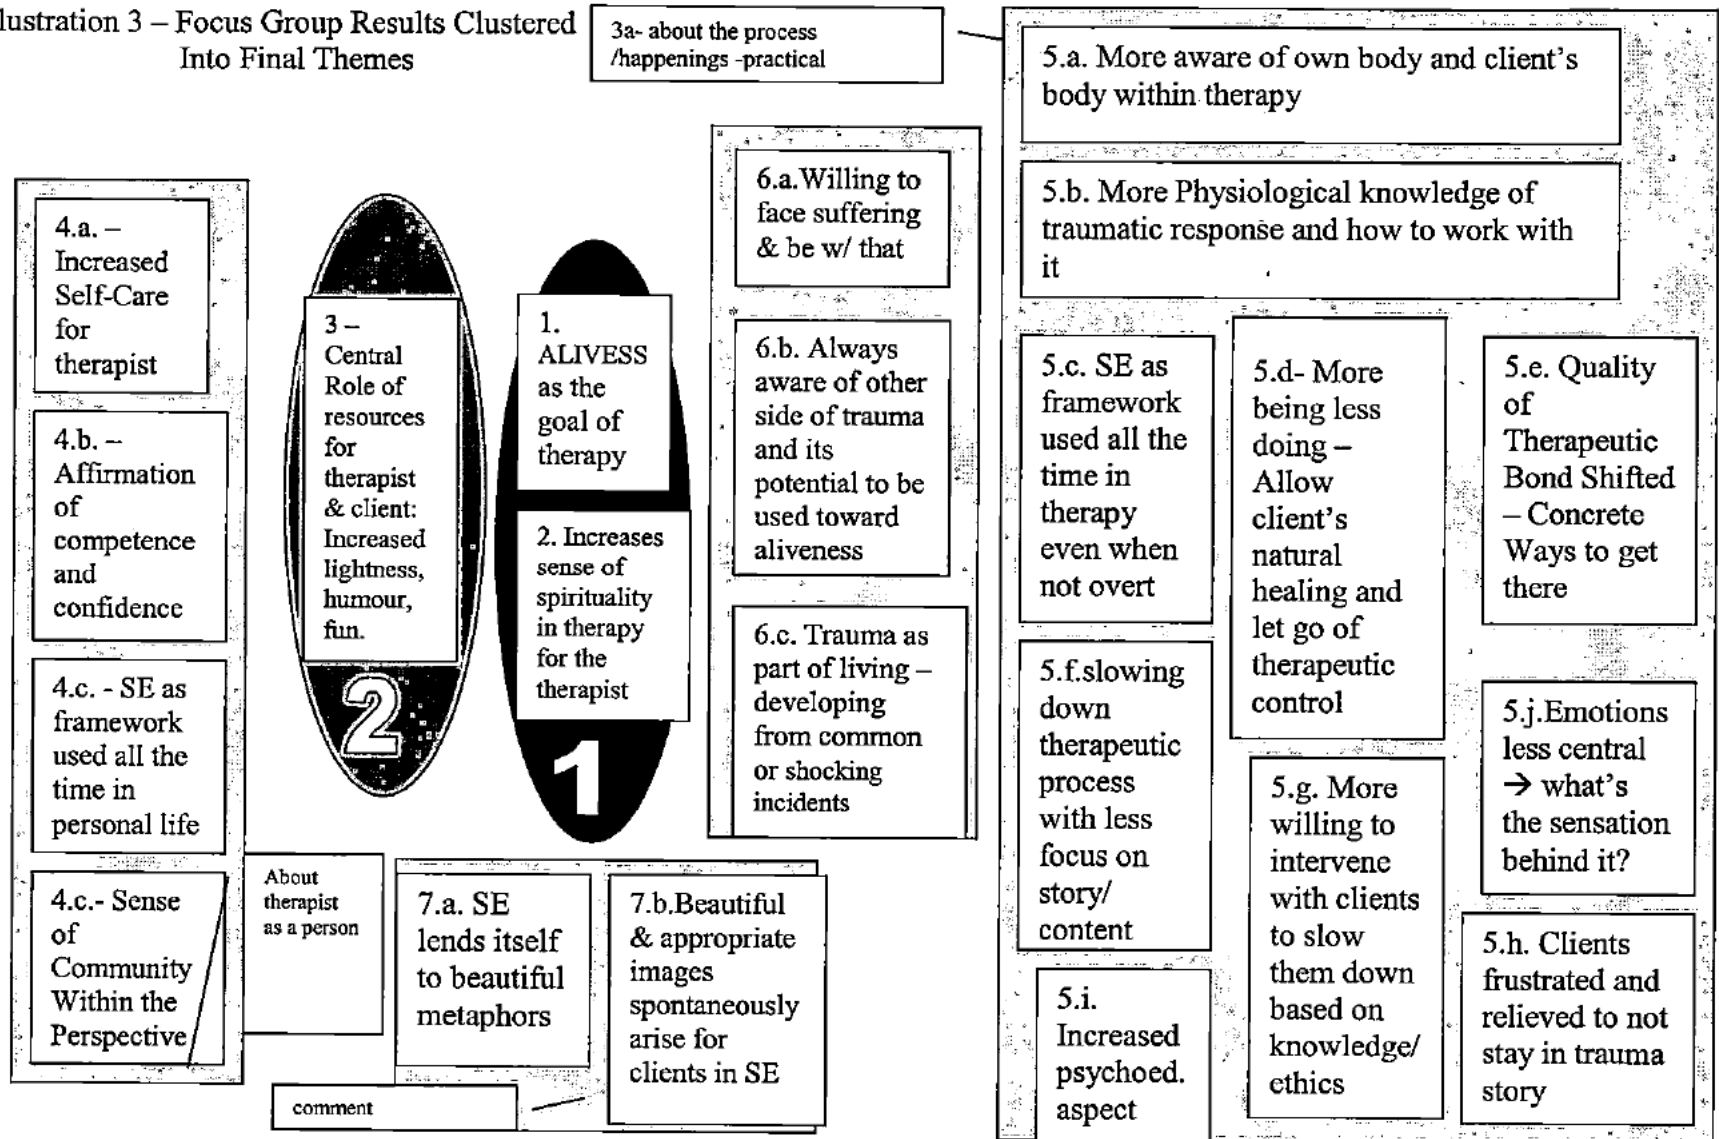 lustration 3 – Focus Group Results Clustered
Into Final Themes
3a- about the process
/happenings -practical
4.a. –
Increased
Self-Care
for
therapist
4.b. –
Affirmation
of
competence
and
confidence
4.c. - SE as
framework
used all the
time in
personal life
4.c.- Sense
of
Community
Within the
Perspective
About
therapist
as a person
3 –
Central
Role of
resources
for
therapist
& client:
Increased
lightness,
humour,
fun.
2
1.
ALIVESS
as the
goal of
therapy
2. Increases
sense of
spirituality
in therapy
for the
therapist
1
6.a.Willing to
face suffering
& be w/ that
6.b. Always
aware of other
side of trauma
and its
potential to be
used toward
aliveness
6.c. Trauma as
part of living –
developing
from common
or shocking
incidents
7.a. SE
lends itself
to beautiful
metaphors
7.b.Beautiful
& appropriate
images
spontaneously
arise for
clients in SE
comment
5.a. More aware of own body and client's
body within therapy
5.b. More Physiological knowledge of
traumatic response and how to work with
it
5.c. SE as
framework
used all the
time in
therapy
even when
not overt
5.d- More
being less
doing –
Allow
client's
natural
healing and
let go of
therapeutic
control
5.e. Quality
of
Therapeutic
Bond Shifted
– Concrete
Ways to get
there
5.f.slowing
down
therapeutic
process
with less
focus on
story/
content
5.g. More
willing to
intervene
with clients
to slow
them down
based on
knowledge/
ethics
5.j.Emotions
less central
→ what's
the sensation
behind it?
5.h. Clients
frustrated and
relieved to not
stay in trauma
story
5.i.
Increased
psychoed.
aspect